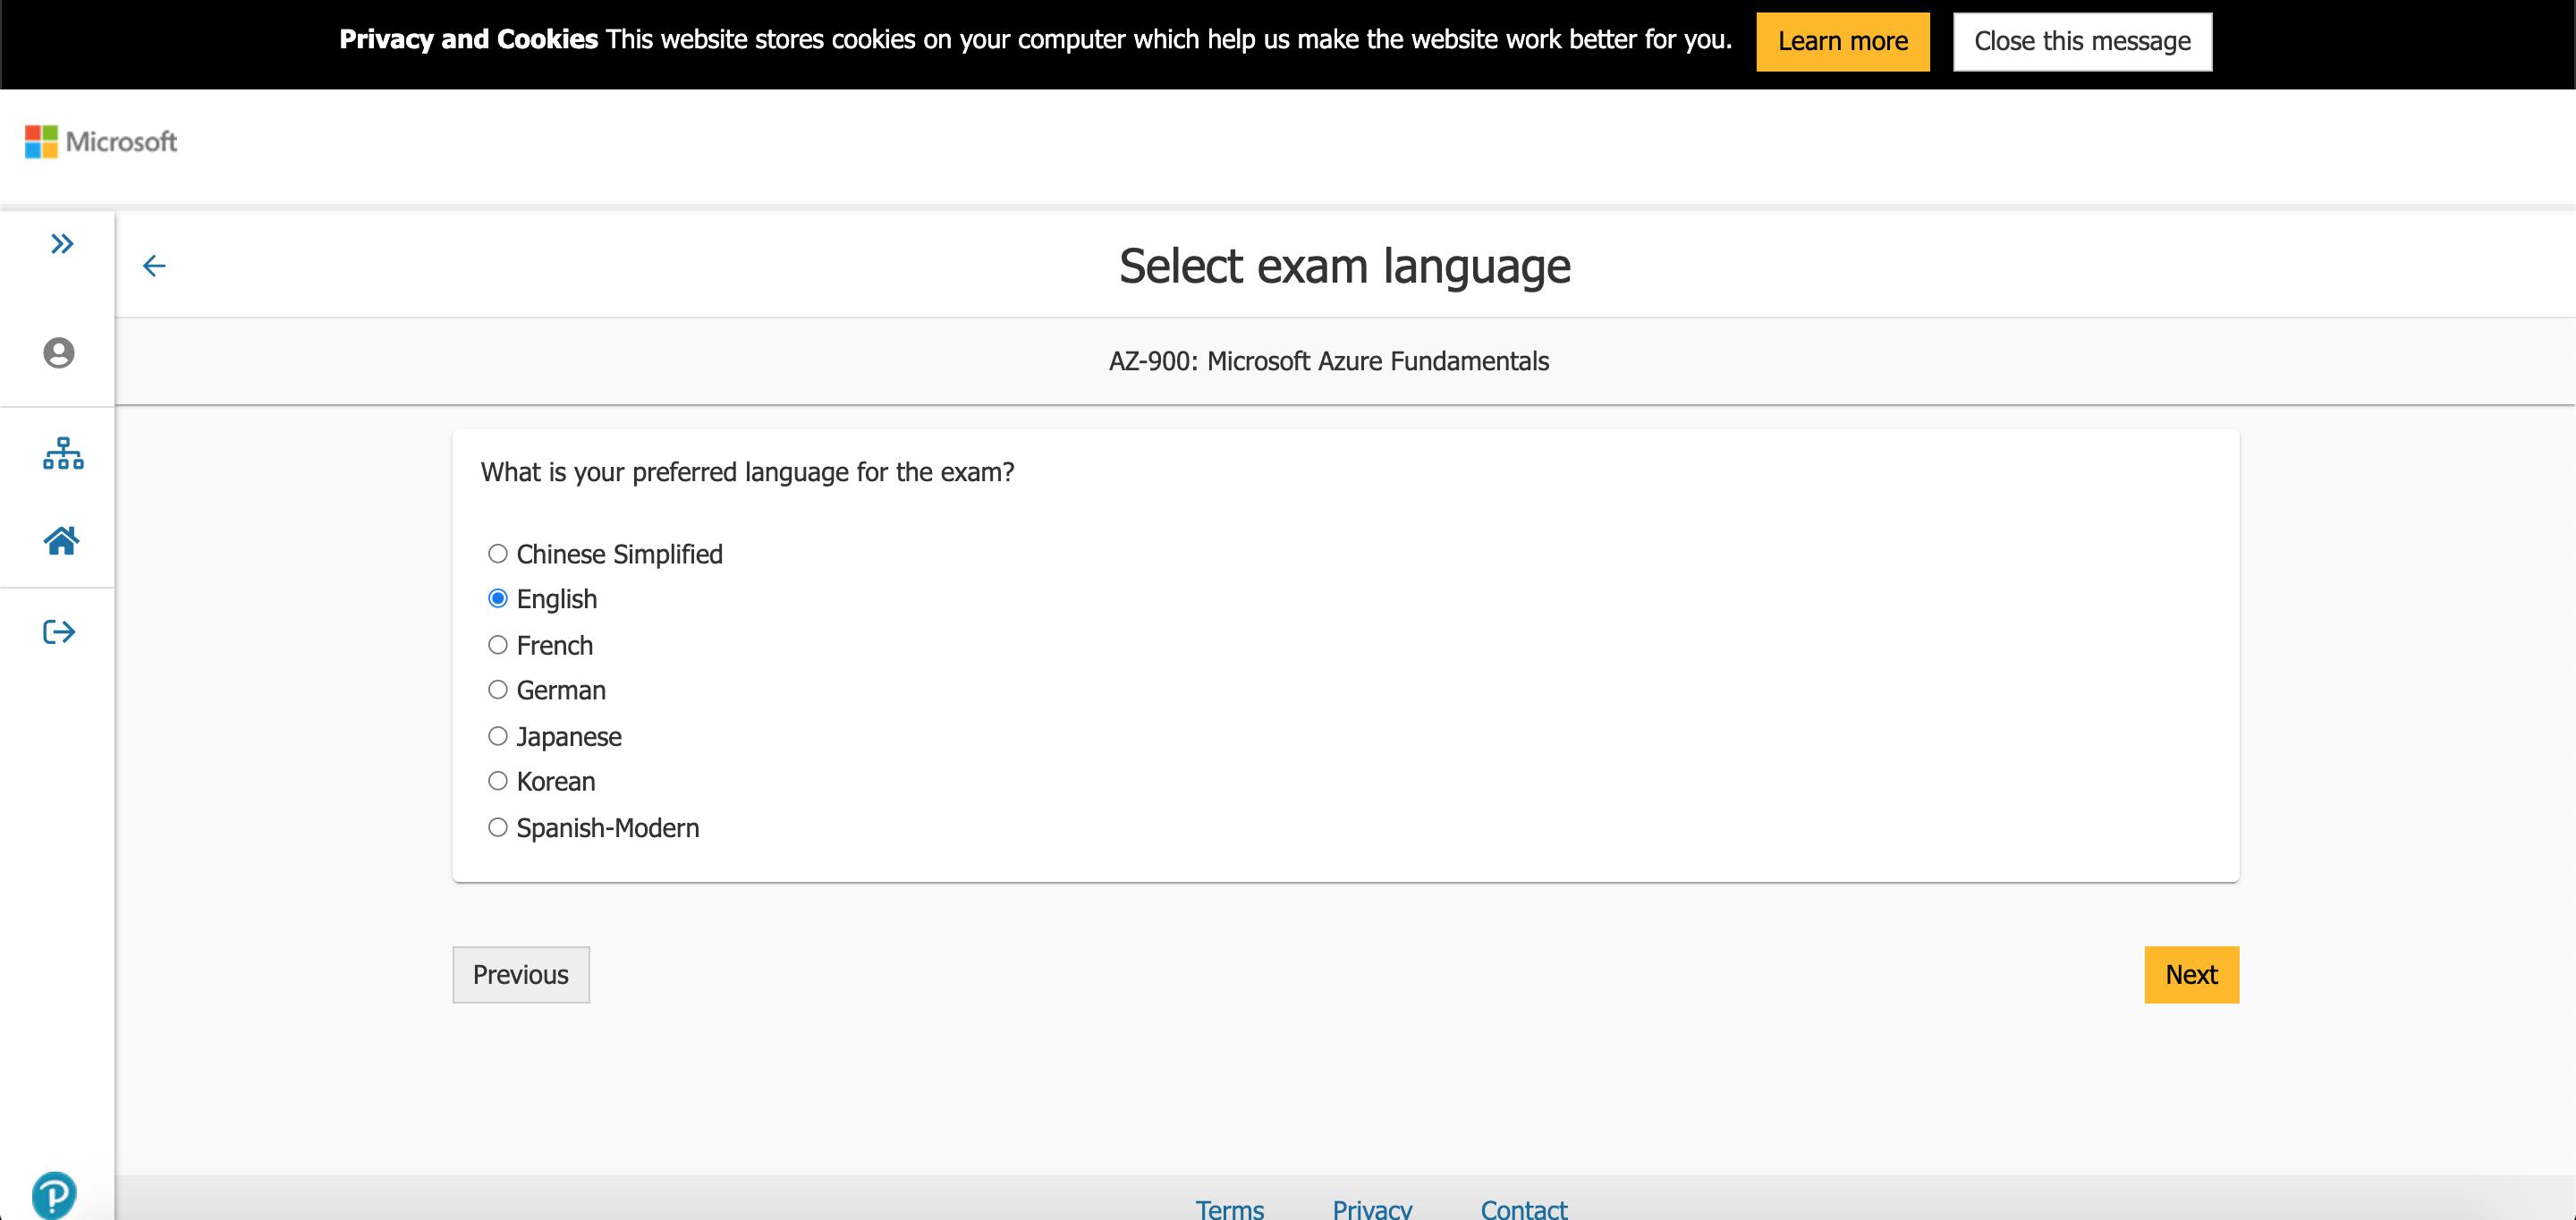 Privacy and Cookies This website stores cookies on your computer which help us make the website work better for you. Learn more Close this message
Microsoft
Select exam language
AZ-900: Microsoft Azure Fundamentals
What is your preferred language for the exam?
Chinese Simplified
English
French
German
Japanese
Korean
Spanish-Modern
Previous Next
Terms Privacy Contact